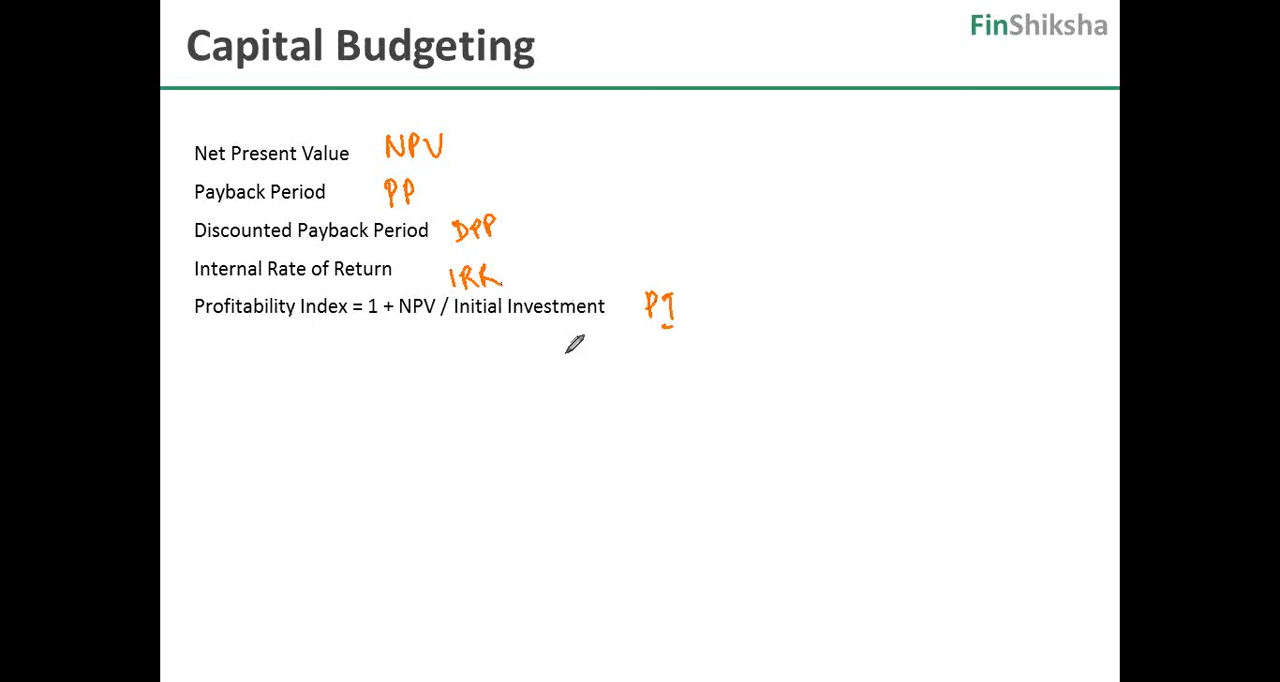 Capital Budgeting
FinShiksha
Net Present Value NPV
Payback Period PP
Discounted Payback Period DPP
Internal Rate of Return IRR
Profitability Index = 1 + NPV / Initial Investment PI